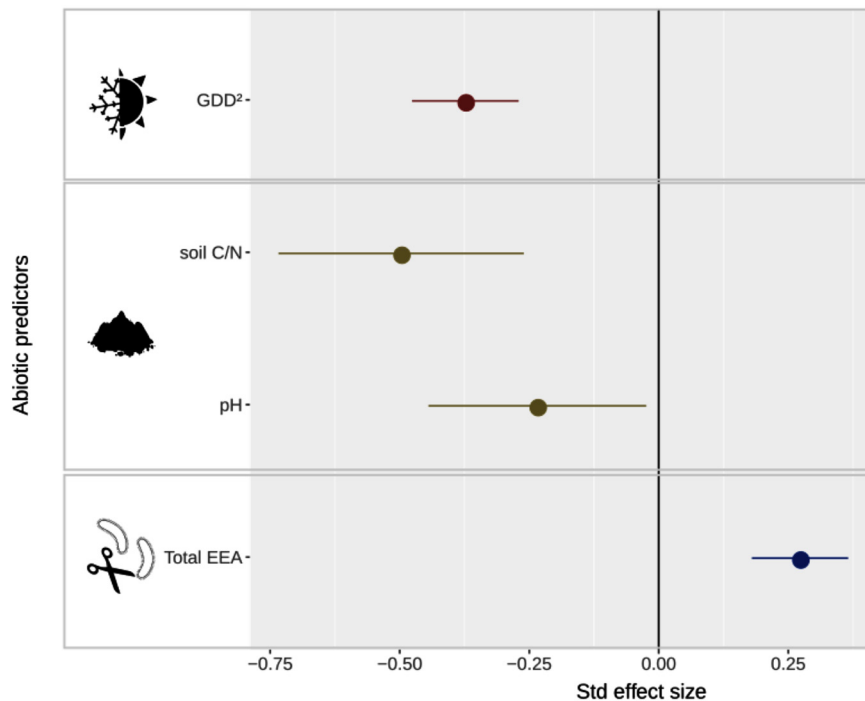 GDD²
soil C/N
Abiotic predictors
pH
Total EEA
−0.75 −0.50 −0.25 0.00 0.25
Std effect size